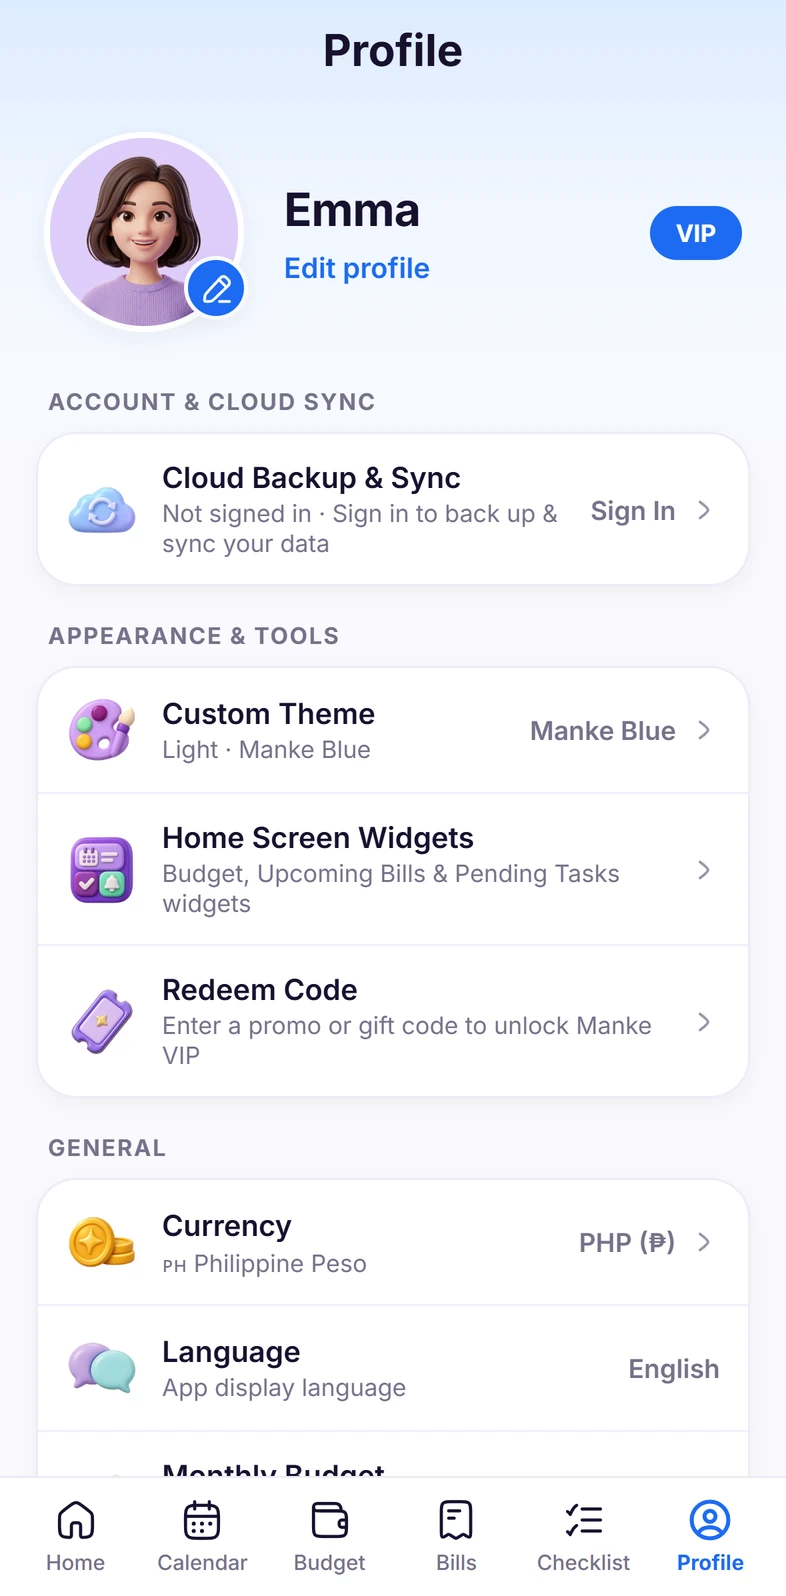 Profile
Emma
Edit profile
VIP
ACCOUNT & CLOUD SYNC
Cloud Backup & Sync
Not signed in · Sign in to back up &
sync your data
Sign In
APPEARANCE & TOOLS
Custom Theme
Light · Manke Blue
Manke Blue
Home Screen Widgets
Budget, Upcoming Bills & Pending Tasks
widgets
Redeem Code
Enter a promo or gift code to unlock Manke
VIP
GENERAL
Currency
PH Philippine Peso
PHP (₱)
Language
App display language
English
Monthly Budget
Home
Calendar
Budget
Bills
Checklist
Profile